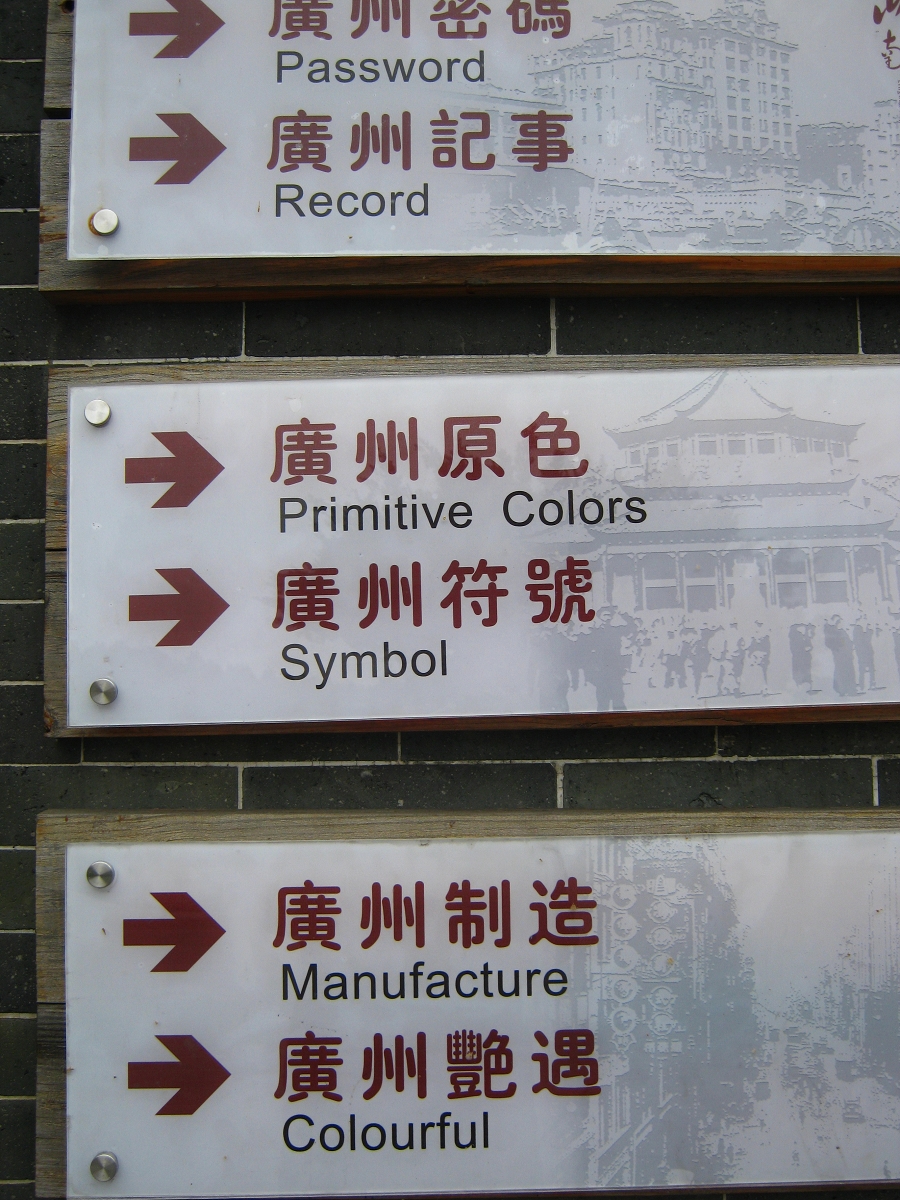 廣州密碼
Password
廣州記事
Record
廣州原色
Primitive Colors
廣州符號
Symbol
廣州制造
Manufacture
廣州艷遇
Colourful